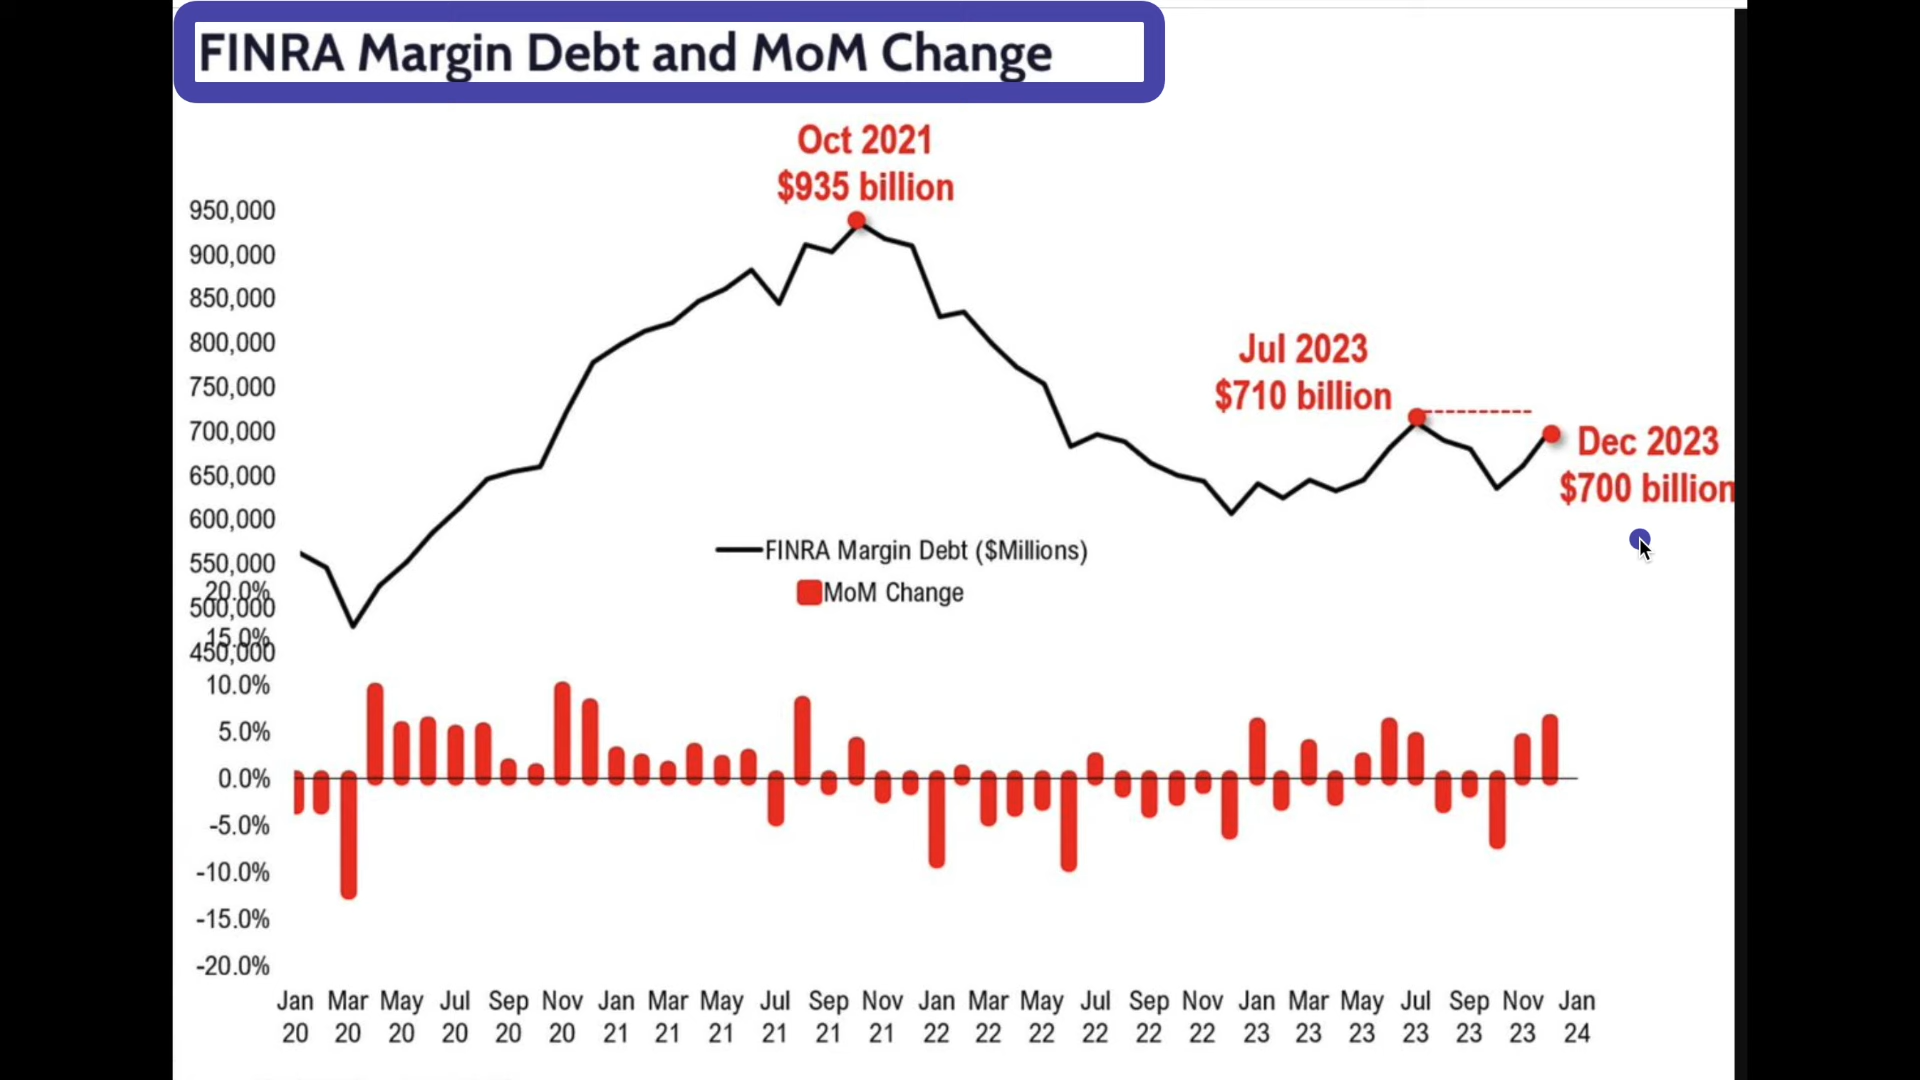 FINRA Margin Debt and MoM Change
Oct 2021
$935 billion
950,000
900,000
850,000
800,000
750,000
700,000
650,000
600,000
550,000
500,000
450,000
Jul 2023
$710 billion
Dec 2023
$700 billion
FINRA Margin Debt ($Millions)
MoM Change
20.0%
15.0%
10.0%
5.0%
0.0%
-5.0%
-10.0%
-15.0%
-20.0%
Jan Mar May Jul Sep Nov Jan Mar May Jul Sep Nov Jan Mar May Jul Sep Nov Jan Mar May Jul Sep Nov Jan
20 20 20 20 20 20 21 21 21 21 21 21 22 22 22 22 22 22 23 23 23 23 23 23 24